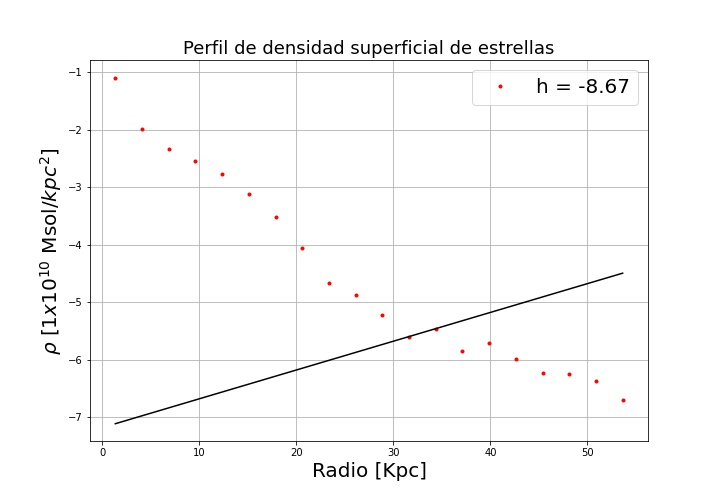 Perfil de densidad superficial de estrellas
h = -8.67
ρ [1x10¹⁰ Msol/kpc²]
−1
−2
−3
−4
−5
−6
−7
0 10 20 30 40 50
Radio [Kpc]